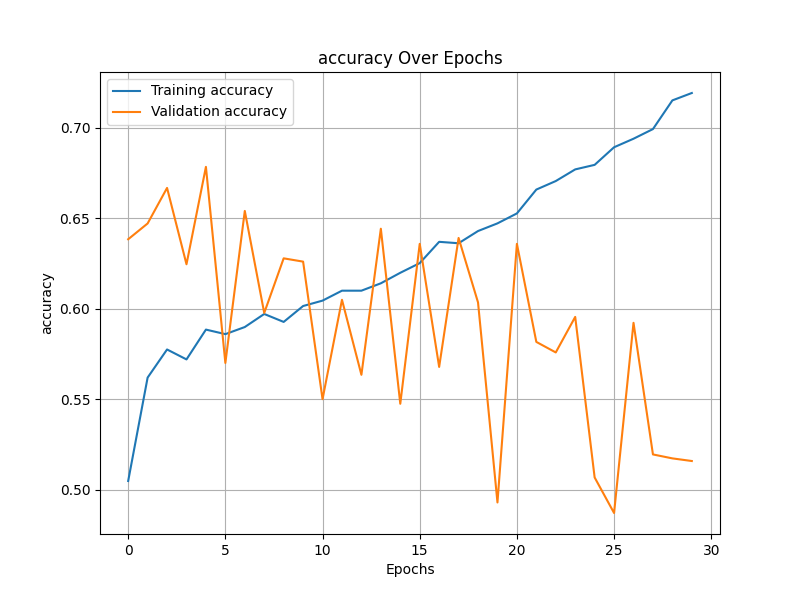 accuracy Over Epochs
Training accuracy
Validation accuracy
accuracy
0.70
0.65
0.60
0.55
0.50
0 5 10 15 20 25 30
Epochs